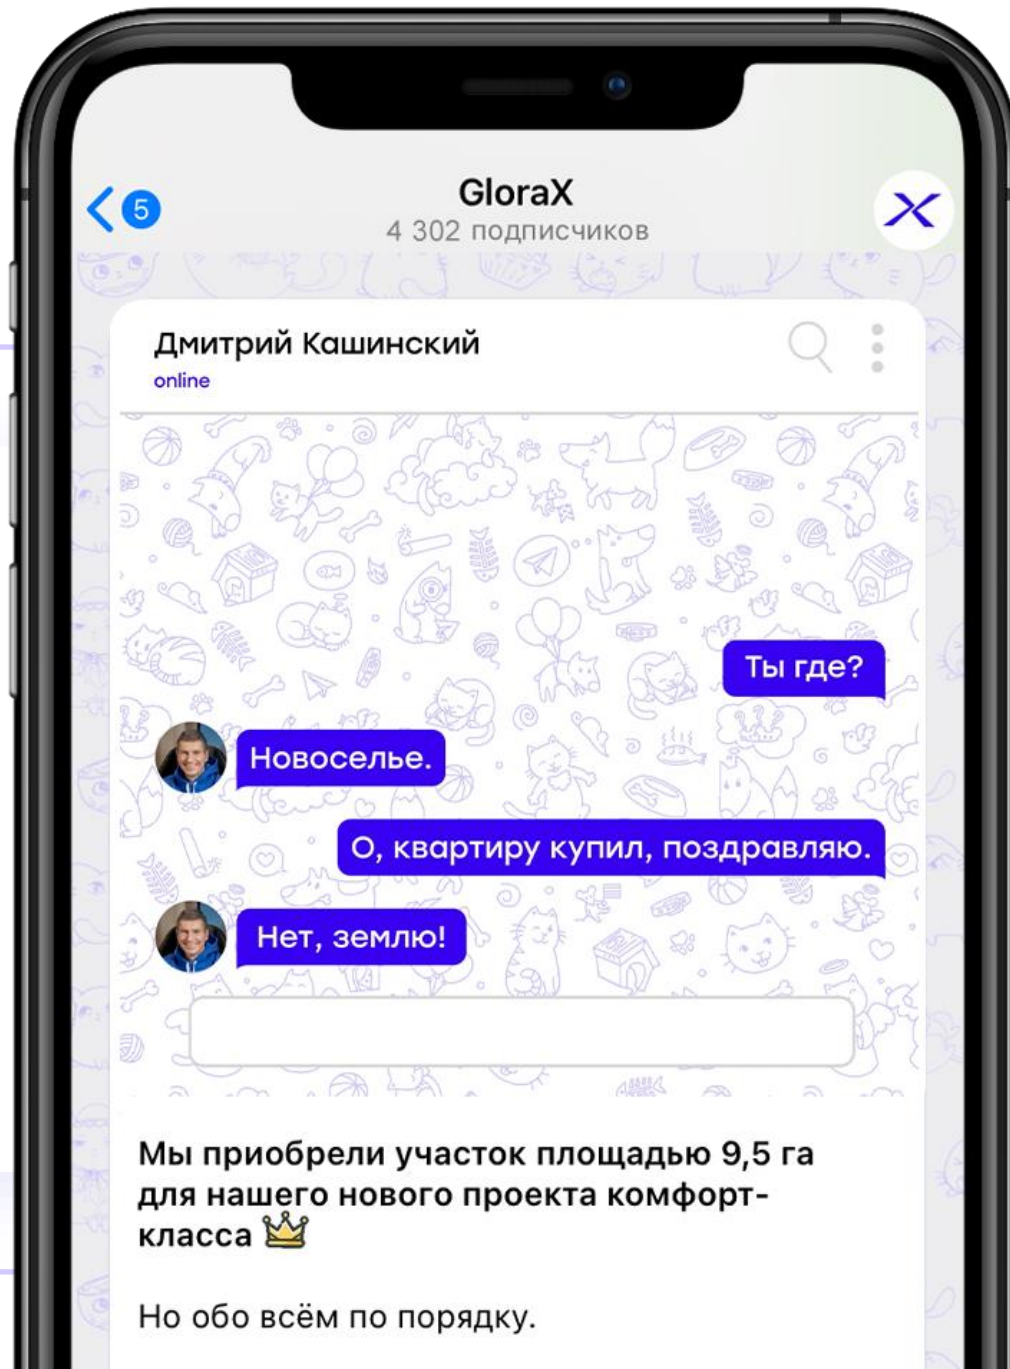 GloraX
5
4 302 подписчиков
Дмитрий Кашинский
online
Ты где?
Новоселье.
О, квартиру купил, поздравляю.
Нет, землю!
Мы приобрели участок площадью 9,5 га
для нашего нового проекта комфорт-
класса 👑
Но обо всём по порядку.